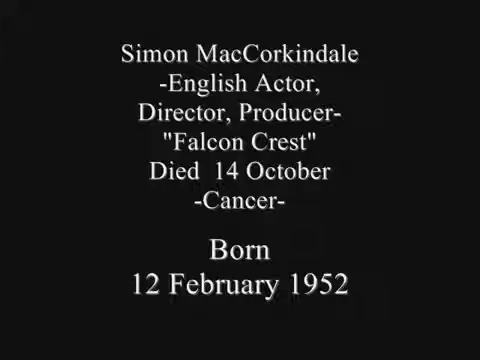 Simon MacCorkindale
-English Actor,
Director, Producer-
"Falcon Crest"
Died  14 October
-Cancer-
Born
12 February 1952